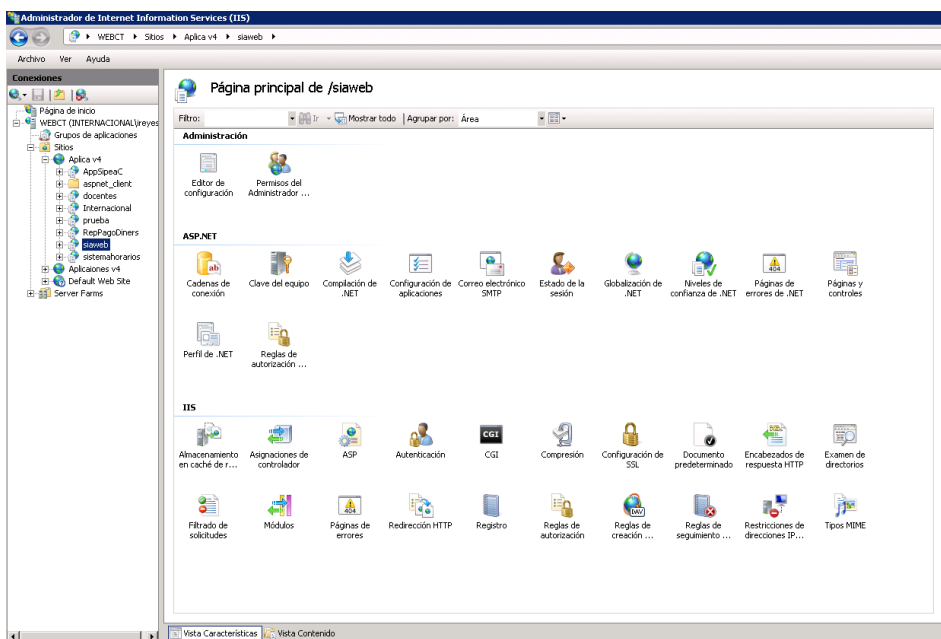 Administrador de Internet Information Services (IIS)
WEBCT Sitios Aplica v4 siaweb
Archivo Ver Ayuda
Conexiones
Página de inicio
WEBCT (INTERNACIONAL\ireyes
Grupos de aplicaciones
Sitios
Aplica v4
AppSipeaC
aspnet_client
docentes
Internacional
prueba
RepPagoDiners
siaweb
sistemahorarios
Aplicaiones v4
Default Web Site
Server Farms
Página principal de /siaweb
Filtro: Ir Mostrar todo Agrupar por: Área
Administración
Editor de configuración
Permisos del Administrador ...
ASP.NET
Cadenas de conexión
Clave del equipo
Compilación de .NET
Configuración de aplicaciones
Correo electrónico SMTP
Estado de la sesión
Globalización de .NET
Niveles de confianza de .NET
Páginas de errores de .NET
Páginas y controles
Perfil de .NET
Reglas de autorización ...
IIS
Almacenamiento en caché de r...
Asignaciones de controlador
ASP
Autenticación
CGI
CGI
Compresión
Configuración de SSL
Documento predeterminado
Encabezados de respuesta HTTP
Examen de directorios
Filtrado de solicitudes
Módulos
Páginas de errores
Redirección HTTP
Registro
Reglas de autorización
Reglas de creación ...
Reglas de seguimiento ...
Restricciones de direcciones IP...
Tipos MIME
Vista Características Vista Contenido